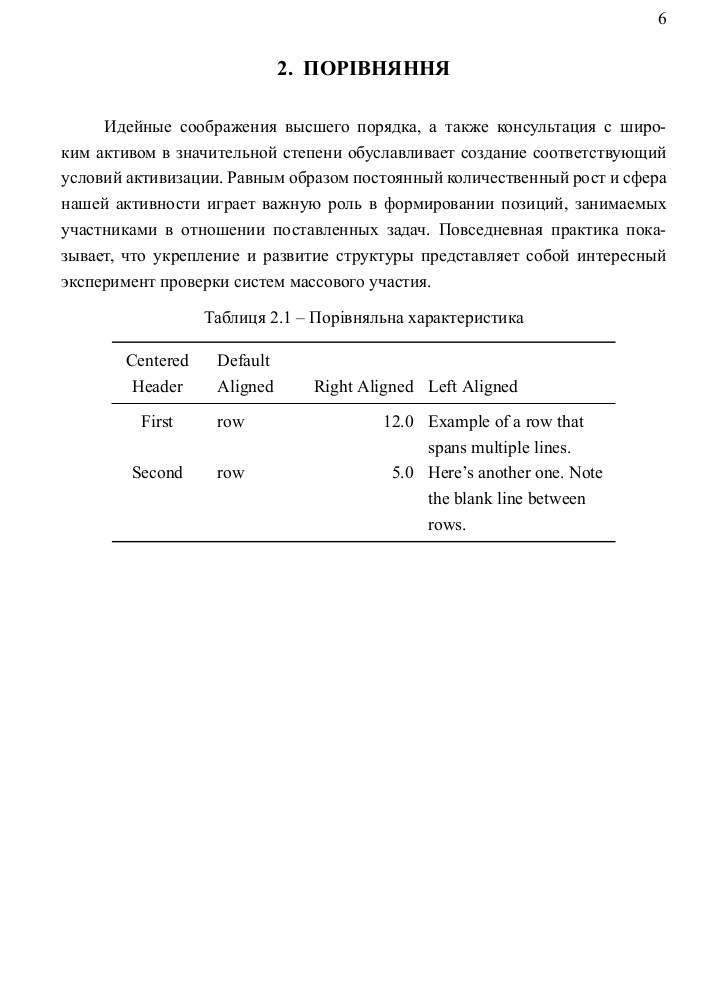 6
2. ПОРІВНЯННЯ
Идейные соображения высшего порядка, а также консультация с широ-
ким активом в значительной степени обуславливает создание соответствующий
условий активизации. Равным образом постоянный количественный рост и сфера
нашей активности играет важную роль в формировании позиций, занимаемых
участниками в отношении поставленных задач. Повседневная практика пока-
зывает, что укрепление и развитие структуры представляет собой интересный
эксперимент проверки систем массового участия.
Таблиця 2.1 – Порівняльна характеристика
Centered Default
Header Aligned Right Aligned Left Aligned
First row 12.0 Example of a row that
spans multiple lines.
Second row 5.0 Here’s another one. Note
the blank line between
rows.